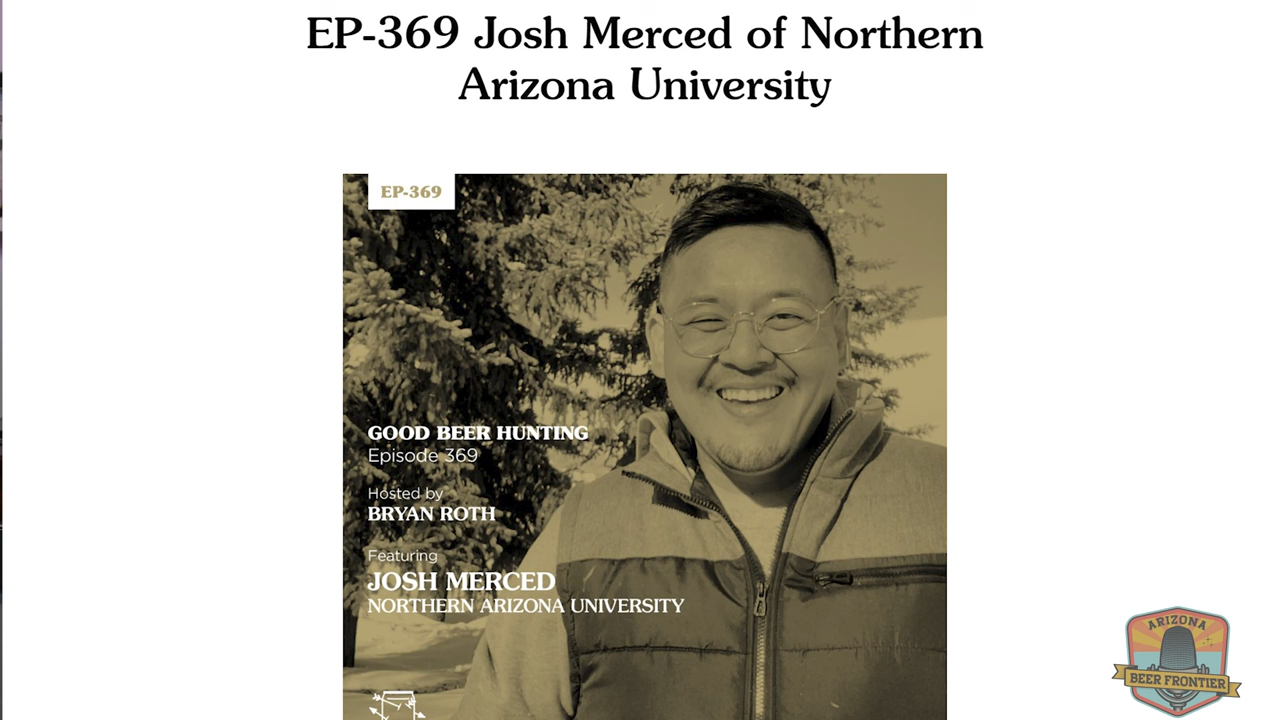 EP-369 Josh Merced of Northern
Arizona University
EP-369
GOOD BEER HUNTING
Episode 369
Hosted by
BRYAN ROTH
Featuring
JOSH MERCED
NORTHERN ARIZONA UNIVERSITY
ARIZONA
BEER FRONTIER